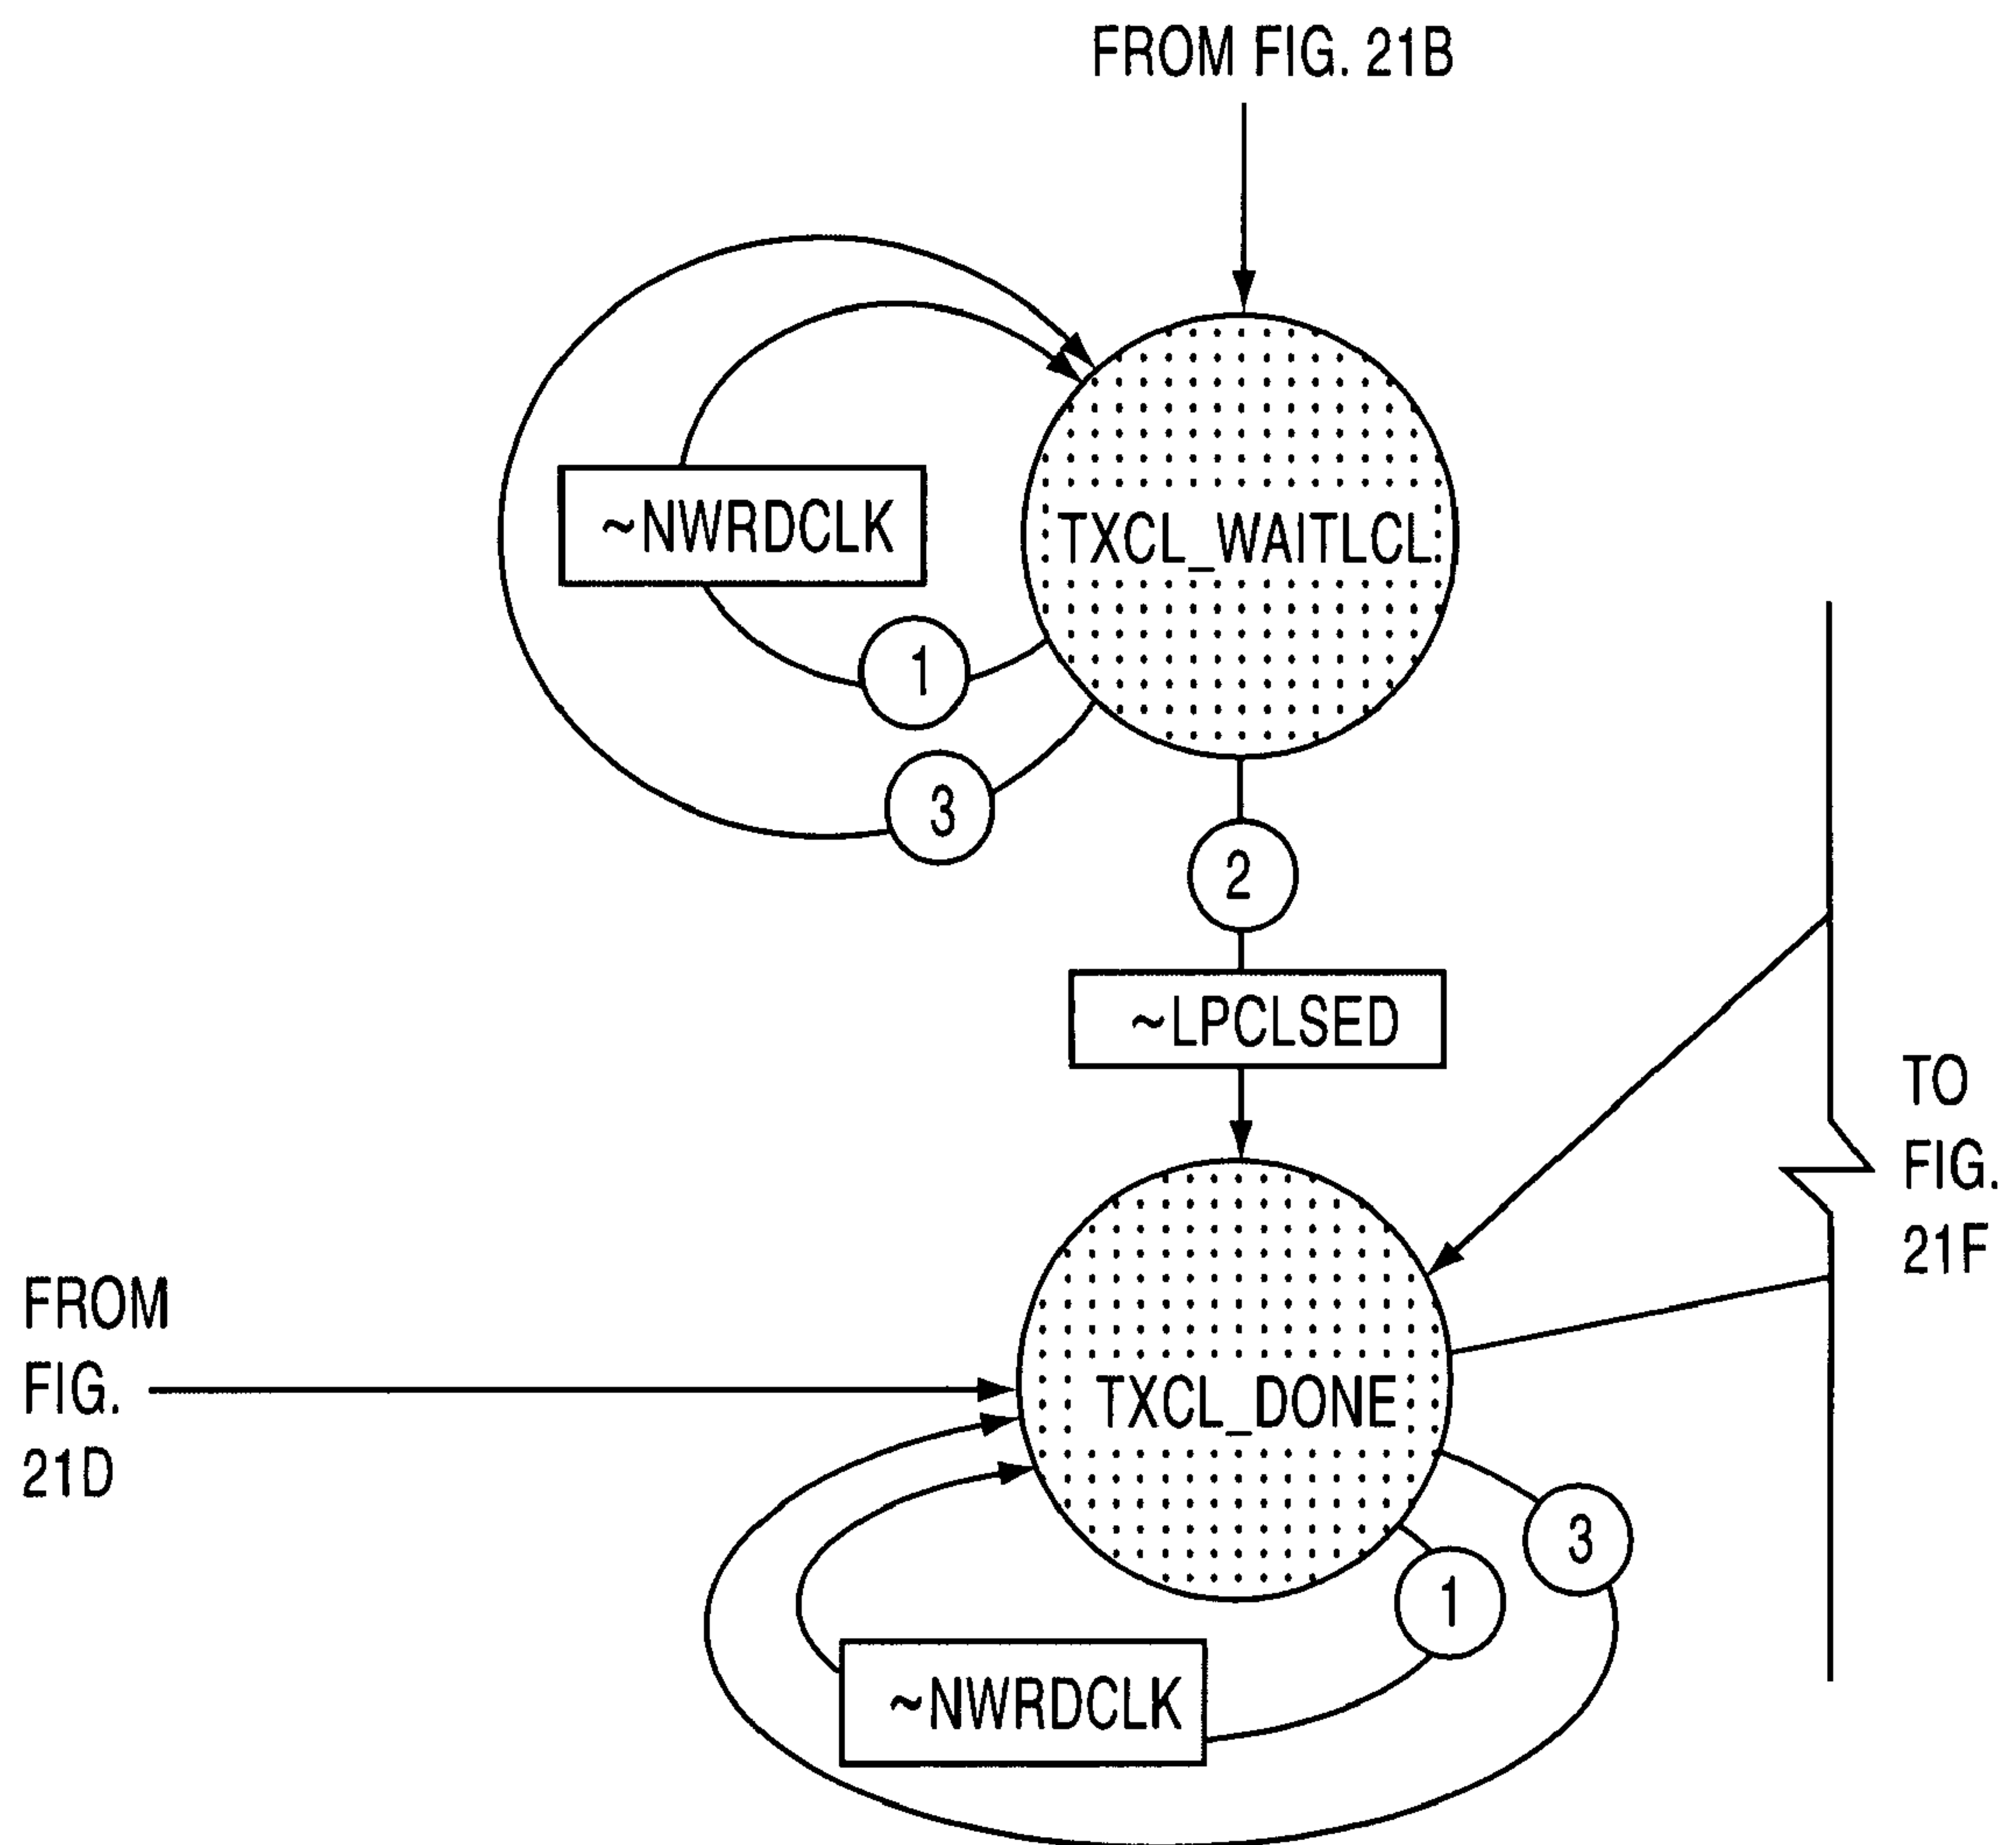 FROM FIG. 21B
~NWRDCLK
TXCL_WAITLCL
1
3
2
~LPCLSED
TO
FIG.
21F
FROM
FIG.
21D
TXCL_DONE
3
1
~NWRDCLK